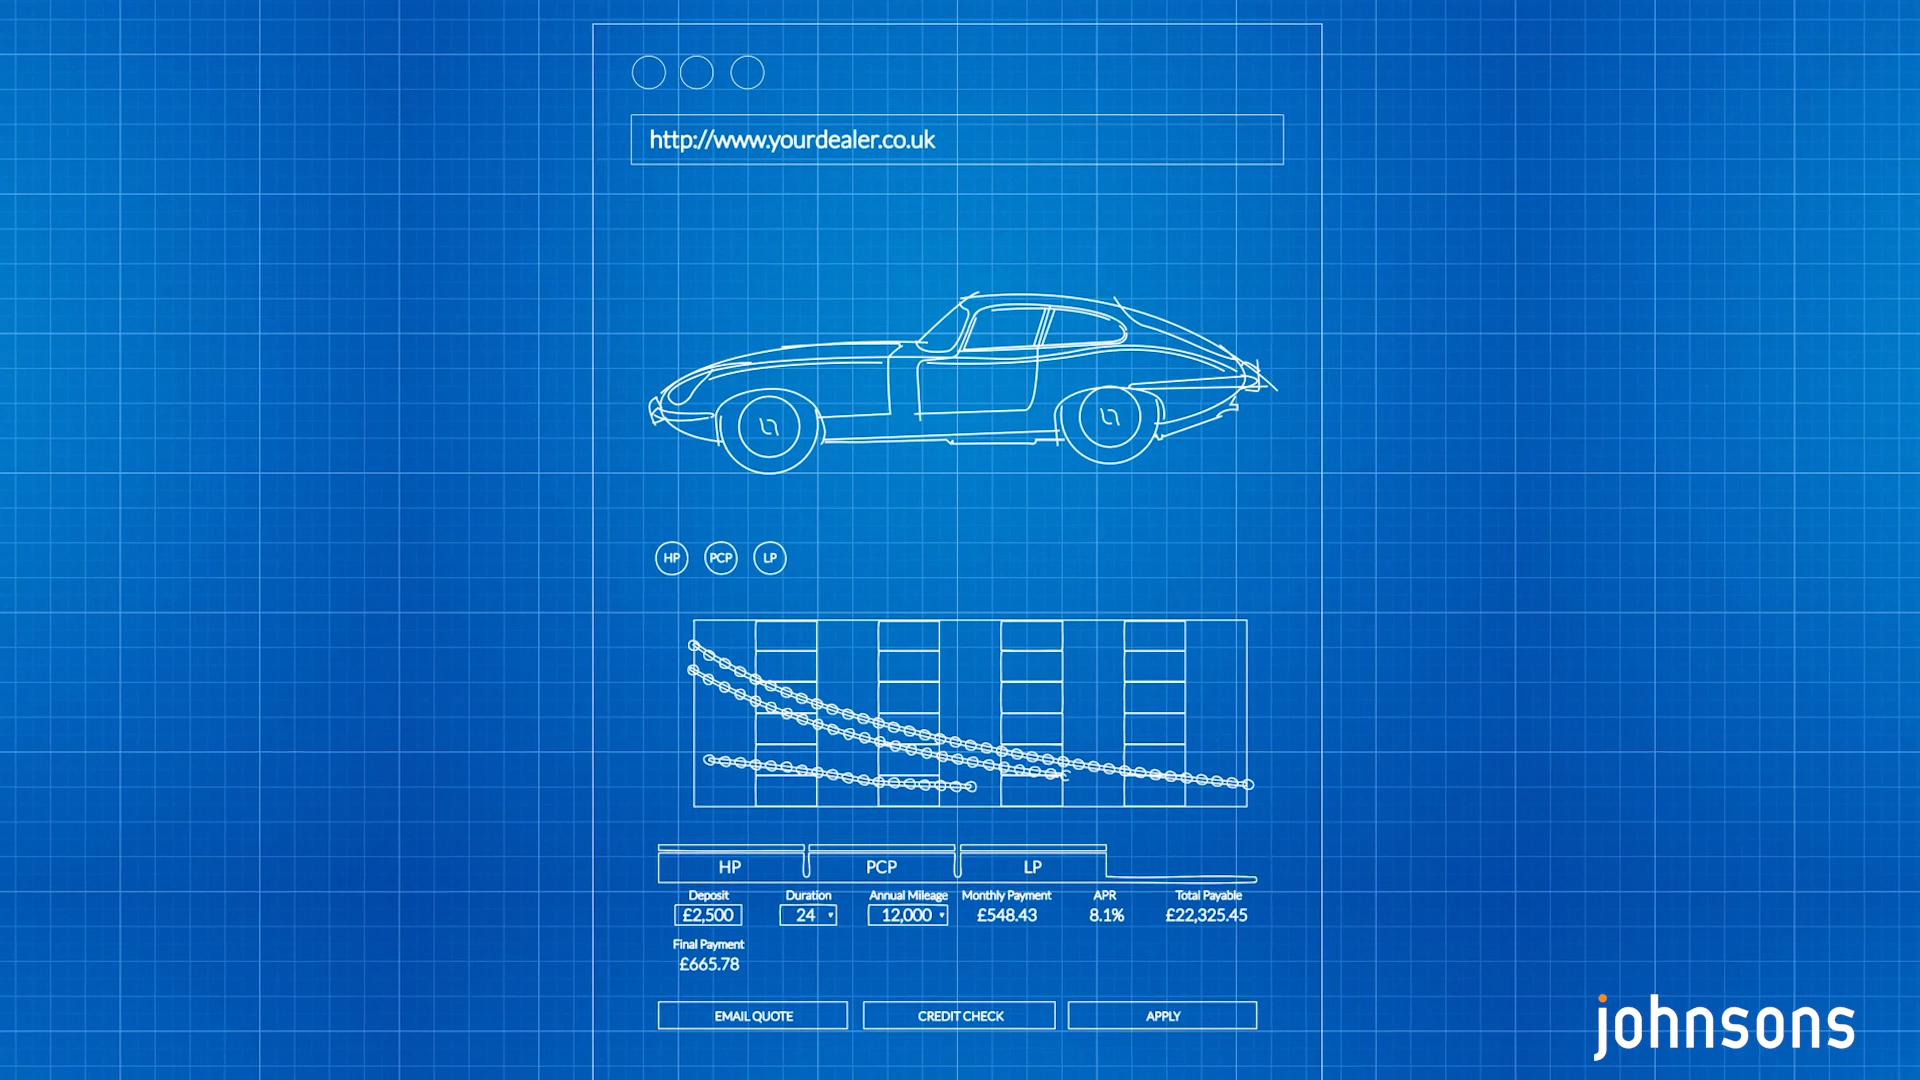 http://www.yourdealer.co.uk
HP PCP LP
HP PCP LP
Deposit Duration Annual Mileage Monthly Payment APR Total Payable
£2,500 24 12,000 £548.43 8.1% £22,325.45
Final Payment
£665.78
EMAIL QUOTE CREDIT CHECK APPLY
johnsons